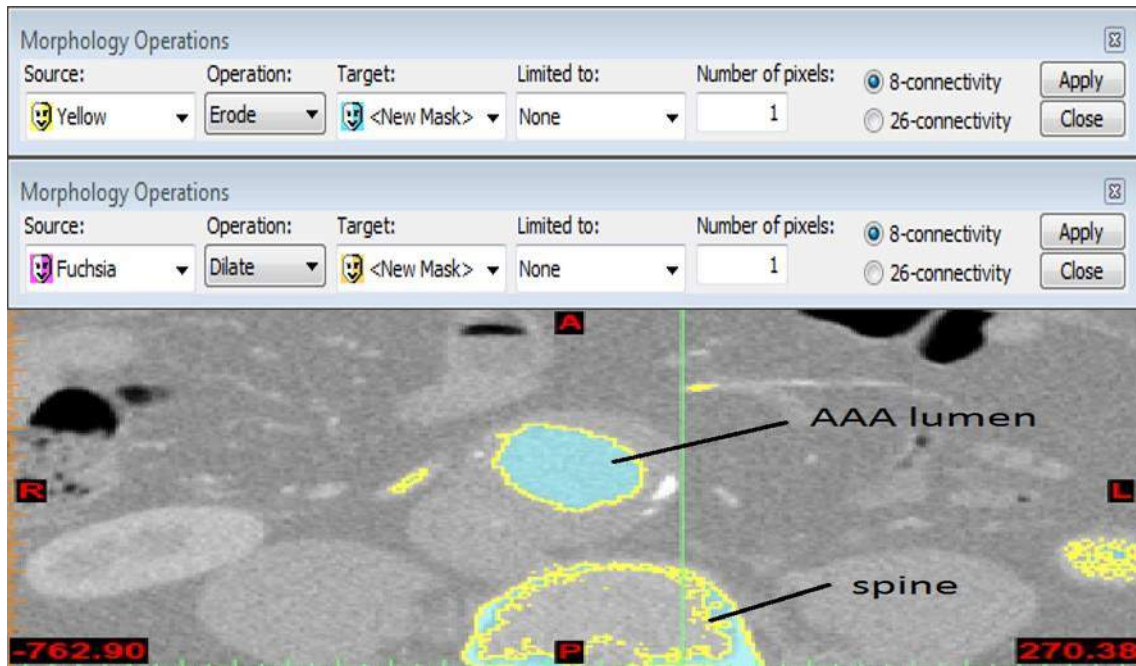 Morphology Operations
Source: Operation: Target: Limited to: Number of pixels: 8-connectivity Apply
Yellow Erode <New Mask> None 1 26-connectivity Close
Morphology Operations
Source: Operation: Target: Limited to: Number of pixels: 8-connectivity Apply
Fuchsia Dilate <New Mask> None 1 26-connectivity Close
A
AAA lumen
R L
spine
-762.90 P 270.38